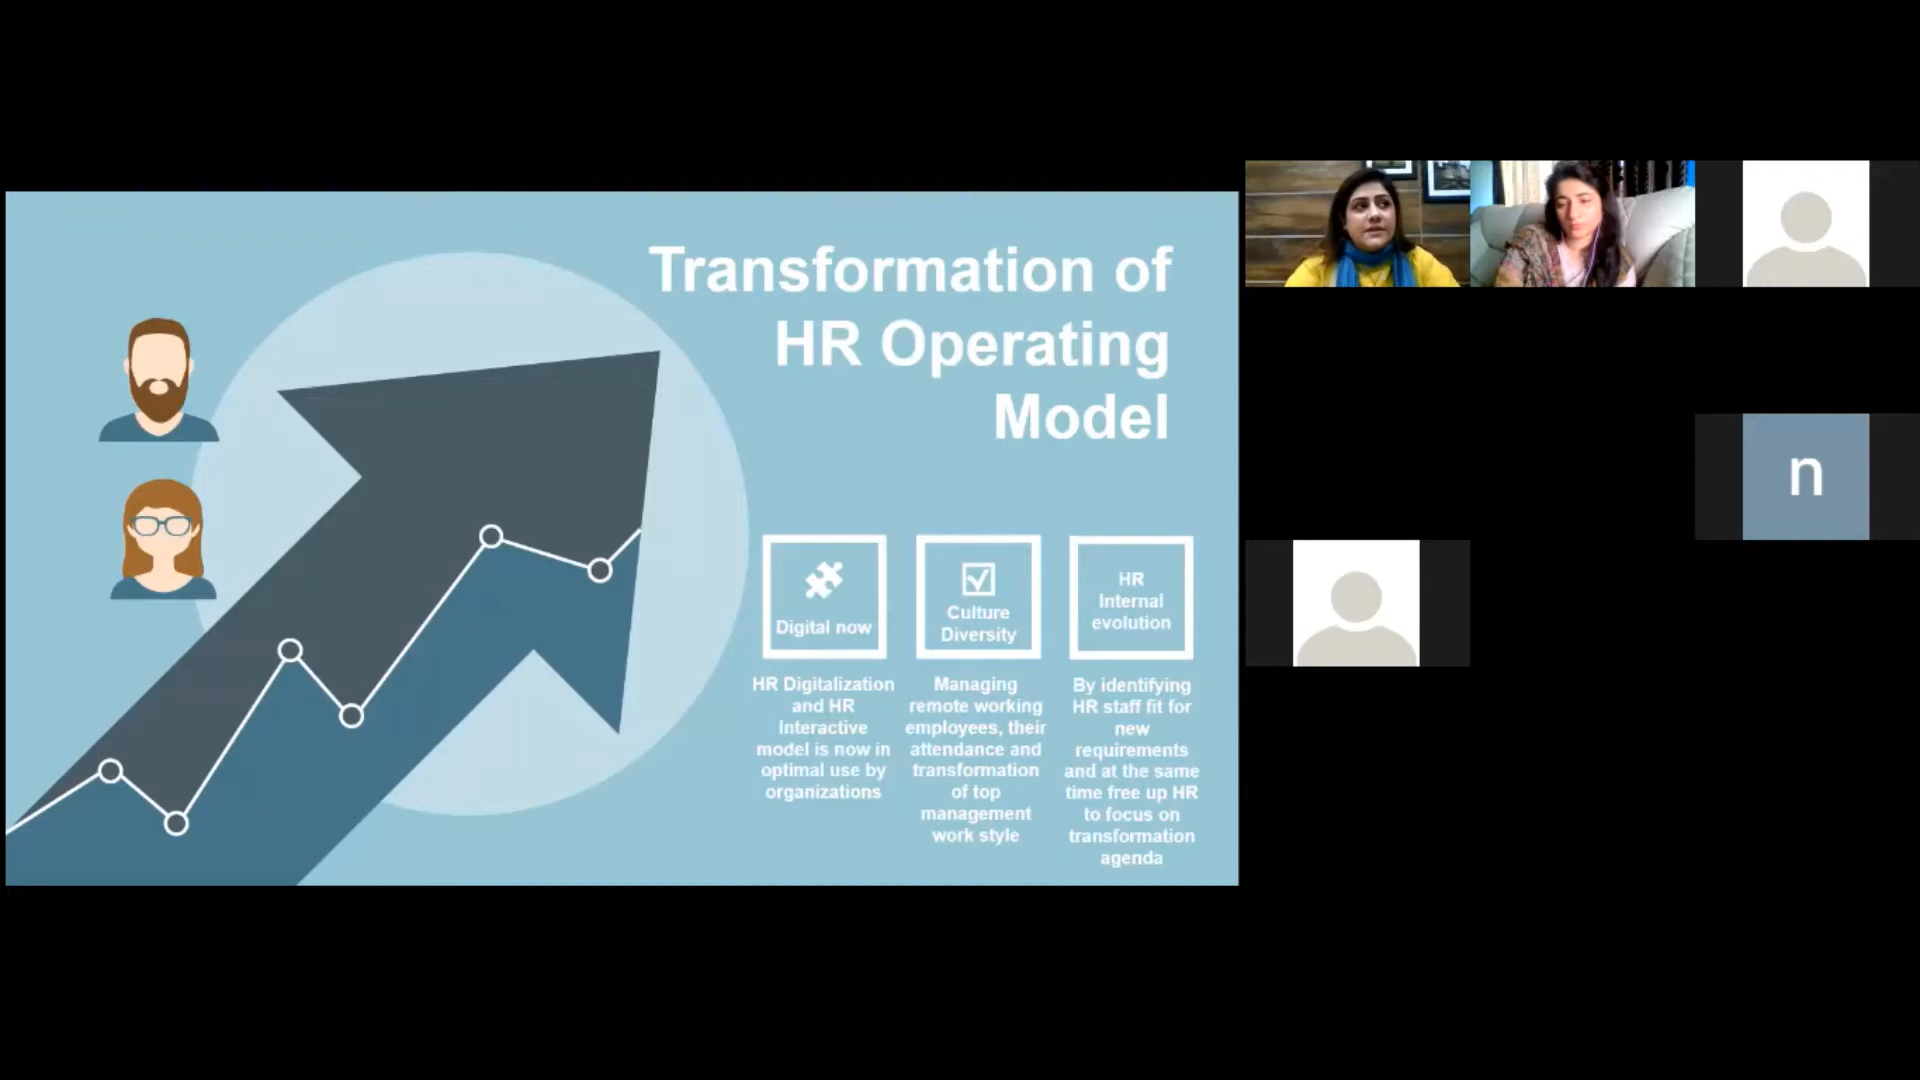 Transformation of
HR Operating
Model
Digital now
HR Digitalization
and HR
Interactive
model is now in
optimal use by
organizations
Culture
Diversity
Managing
remote working
employees, their
attendance and
transformation
of top
management
work style
HR
Internal
evolution
By identifying
HR staff fit for
new
requirements
and at the same
time free up HR
to focus on
transformation
agenda
n